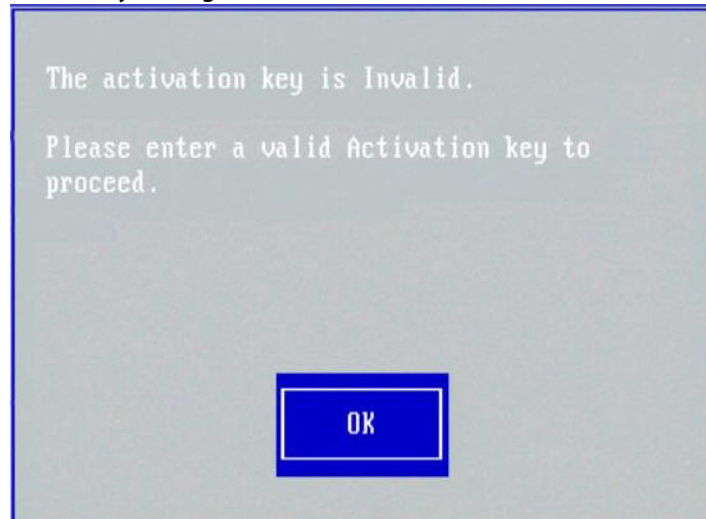 The activation key is Invalid.
Please enter a valid Activation key to
proceed.
OK